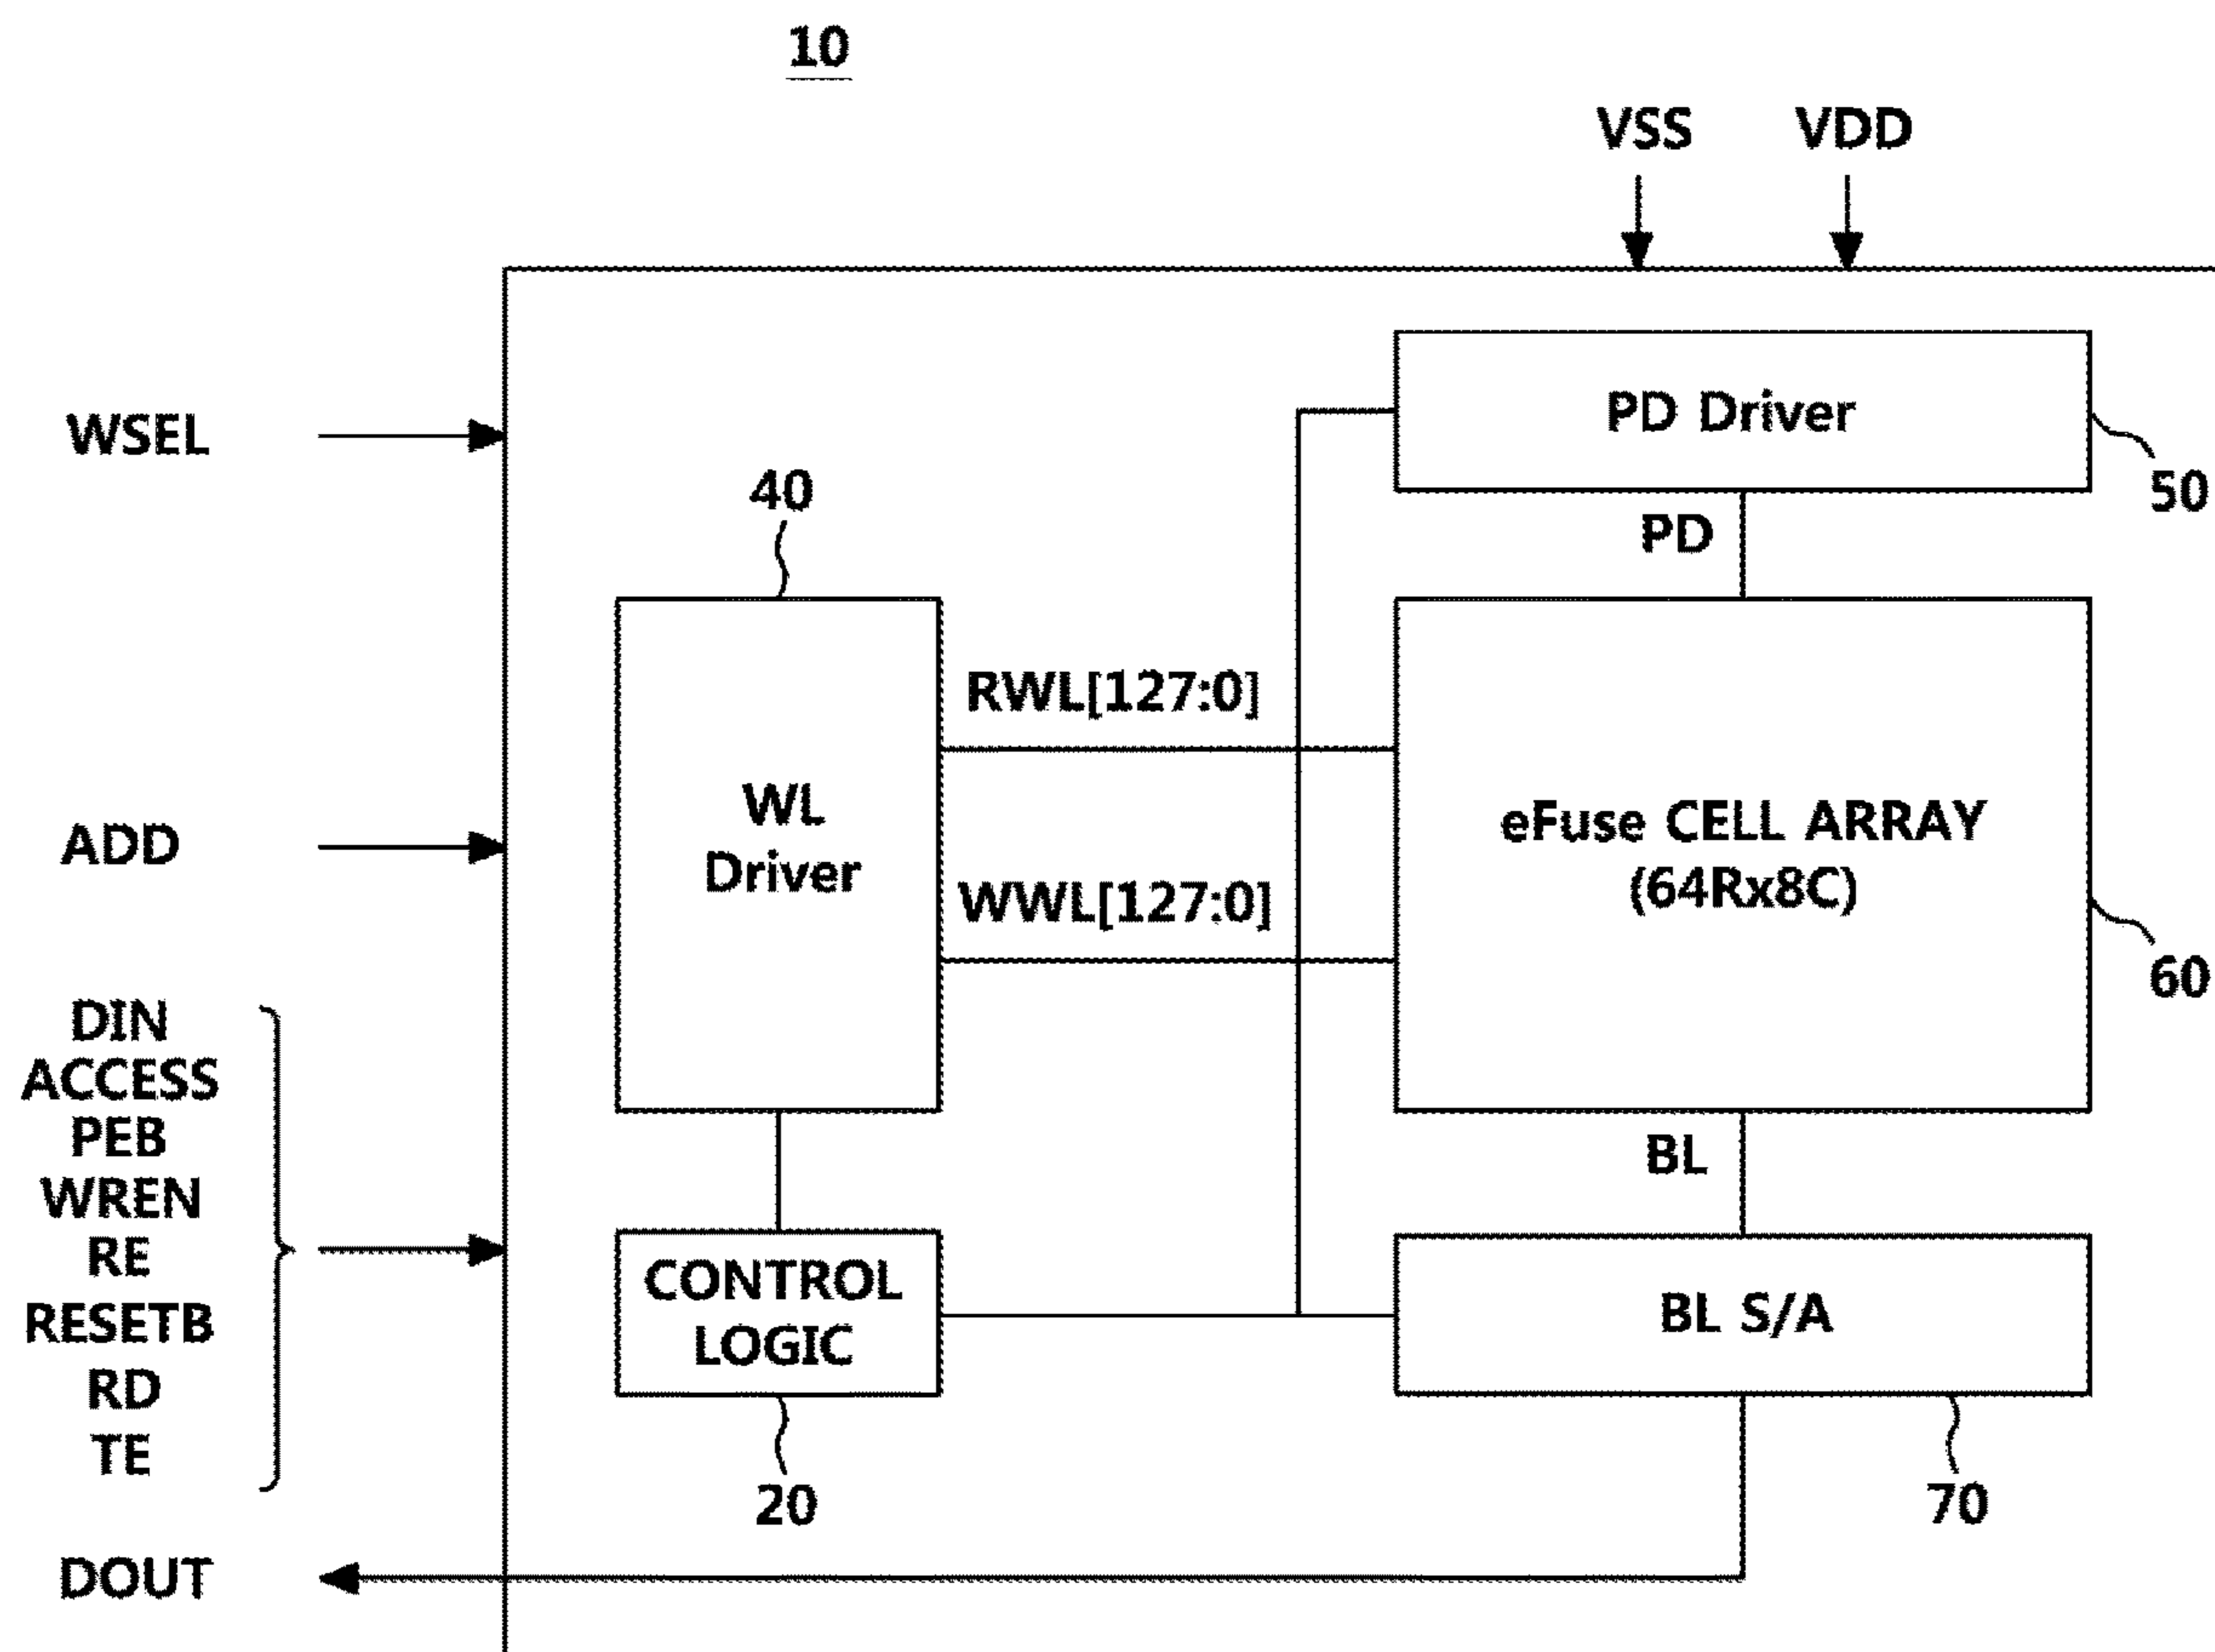 10
VSS
VDD
WSEL
PD Driver
50
40
PD
RWL[127:0]
WL
Driver
eFuse CELL ARRAY
(64Rx8C)
ADD
WWL[127:0]
60
DIN
ACCESS
PEB
WREN
RE
RESETB
RD
TE
BL
CONTROL
LOGIC
BL S/A
20
70
DOUT